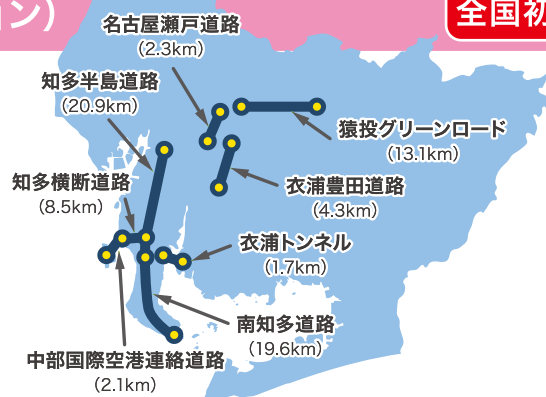 ョン)
全国初
名古屋瀬戸道路
(2.3km)
知多半島道路
(20.9km)
猿投グリーンロード
(13.1km)
知多横断道路
(8.5km)
衣浦豊田道路
(4.3km)
衣浦トンネル
(1.7km)
南知多道路
(19.6km)
中部国際空港連絡道路
(2.1km)